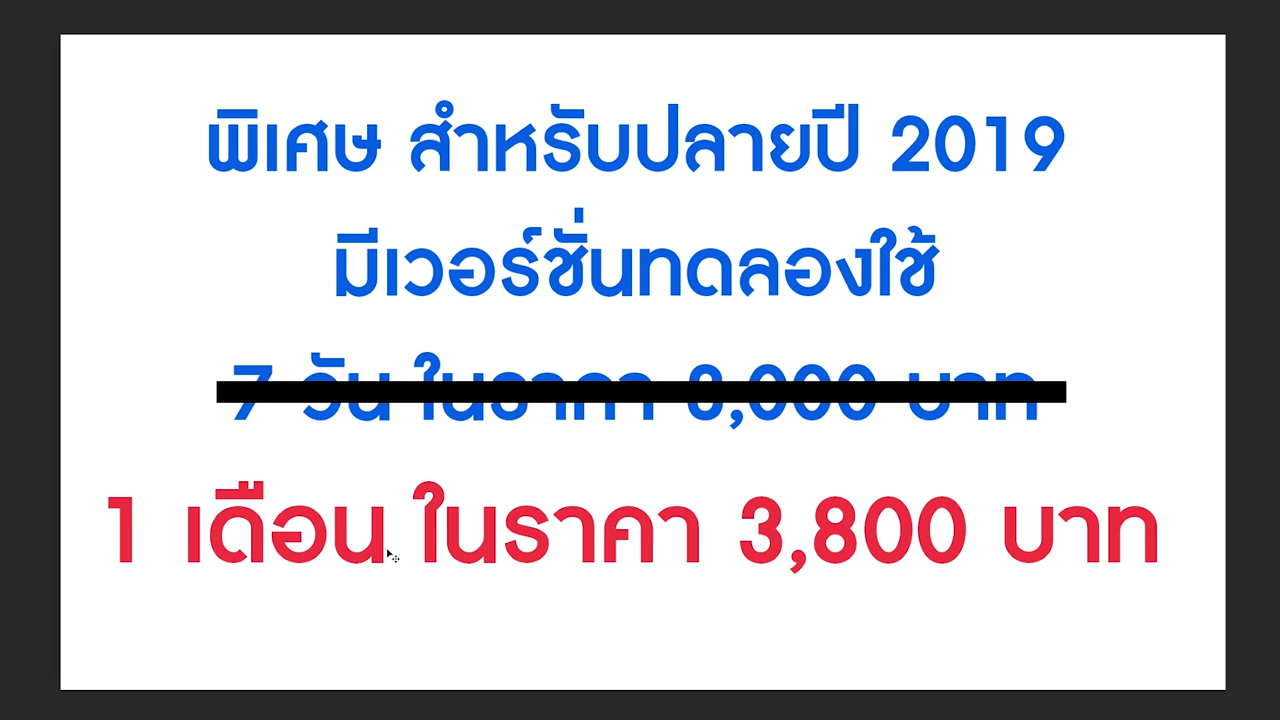 พิเศษ สำหรับปลายปี 2019
มีเวอร์ชั่นทดลองใช้
7 วัน ในราคา 8,000 บาท
1 เดือน ในราคา 3,800 บาท